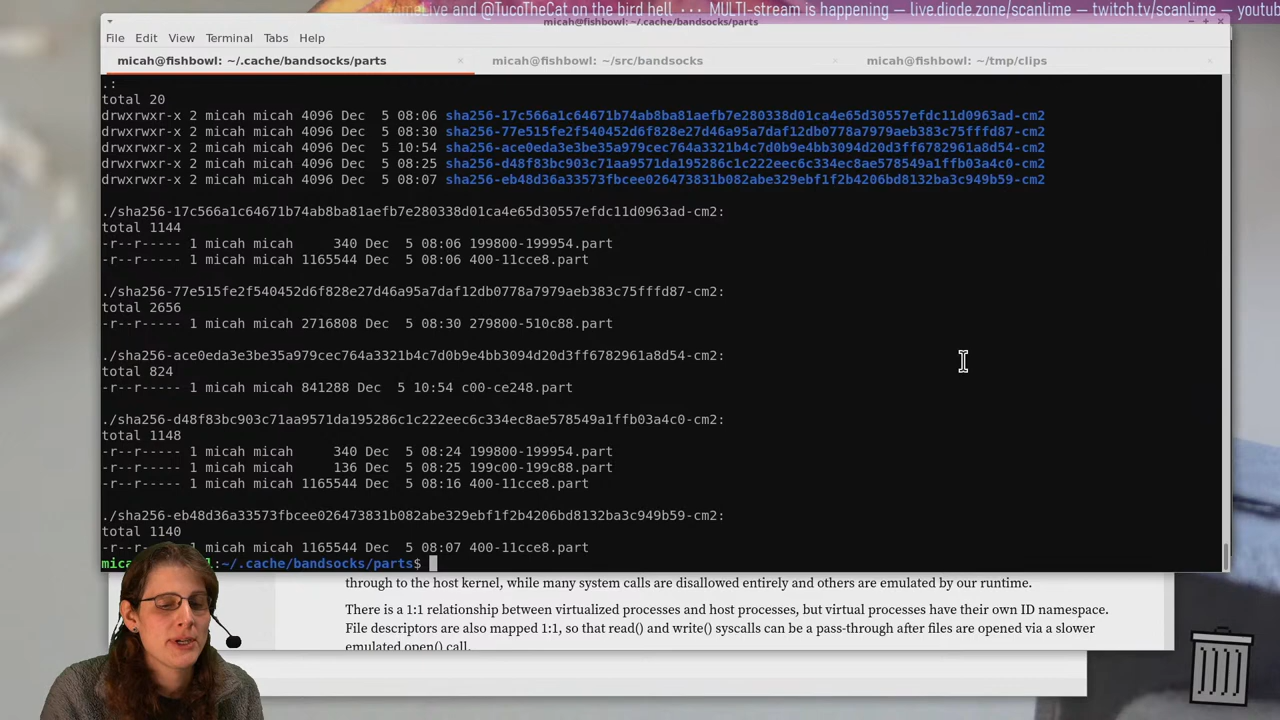 meLive and @TucoTheCat on the bird hell ··· MULTI-stream is happening — live.diode.zone/scanlime — twitch.tv/scanlime — youtub
micah@fishbowl: ~/.cache/bandsocks/parts
File Edit View Terminal Tabs Help
micah@fishbowl: ~/.cache/bandsocks/parts × micah@fishbowl: ~/src/bandsocks × micah@fishbowl: ~/tmp/clips ×
.:
total 20
drwxrwxr-x 2 micah micah 4096 Dec  5 08:06 sha256-17c566a1c64671b74ab8ba81aefb7e280338d01ca4e65d30557efdc11d0963ad-cm2
drwxrwxr-x 2 micah micah 4096 Dec  5 08:30 sha256-77e515fe2f540452d6f828e27d46a95a7daf12db0778a7979aeb383c75fffd87-cm2
drwxrwxr-x 2 micah micah 4096 Dec  5 10:54 sha256-ace0eda3e3be35a979cec764a3321b4c7d0b9e4bb3094d20d3ff6782961a8d54-cm2
drwxrwxr-x 2 micah micah 4096 Dec  5 08:25 sha256-d48f83bc903c71aa9571da195286c1c222eec6c334ec8ae578549a1ffb03a4c0-cm2
drwxrwxr-x 2 micah micah 4096 Dec  5 08:07 sha256-eb48d36a33573fbcee026473831b082abe329ebf1f2b4206bd8132ba3c949b59-cm2
./sha256-17c566a1c64671b74ab8ba81aefb7e280338d01ca4e65d30557efdc11d0963ad-cm2:
total 1144
-r--r----- 1 micah micah     340 Dec  5 08:06 199800-199954.part
-r--r----- 1 micah micah 1165544 Dec  5 08:06 400-11cce8.part
./sha256-77e515fe2f540452d6f828e27d46a95a7daf12db0778a7979aeb383c75fffd87-cm2:
total 2656
-r--r----- 1 micah micah 2716808 Dec  5 08:30 279800-510c88.part
./sha256-ace0eda3e3be35a979cec764a3321b4c7d0b9e4bb3094d20d3ff6782961a8d54-cm2:
total 824
-r--r----- 1 micah micah 841288 Dec  5 10:54 c00-ce248.part
./sha256-d48f83bc903c71aa9571da195286c1c222eec6c334ec8ae578549a1ffb03a4c0-cm2:
total 1148
-r--r----- 1 micah micah     340 Dec  5 08:24 199800-199954.part
-r--r----- 1 micah micah     136 Dec  5 08:25 199c00-199c88.part
-r--r----- 1 micah micah 1165544 Dec  5 08:16 400-11cce8.part
./sha256-eb48d36a33573fbcee026473831b082abe329ebf1f2b4206bd8132ba3c949b59-cm2:
total 1140
-r--r----- 1 micah micah 1165544 Dec  5 08:07 400-11cce8.part
mica l:~/.cache/bandsocks/parts$
through to the host kernel, while many system calls are disallowed entirely and others are emulated by our runtime.
There is a 1:1 relationship between virtualized processes and host processes, but virtual processes have their own ID namespace.
File descriptors are also mapped 1:1, so that read() and write() syscalls can be a pass-through after files are opened via a slower
emulated open() call.